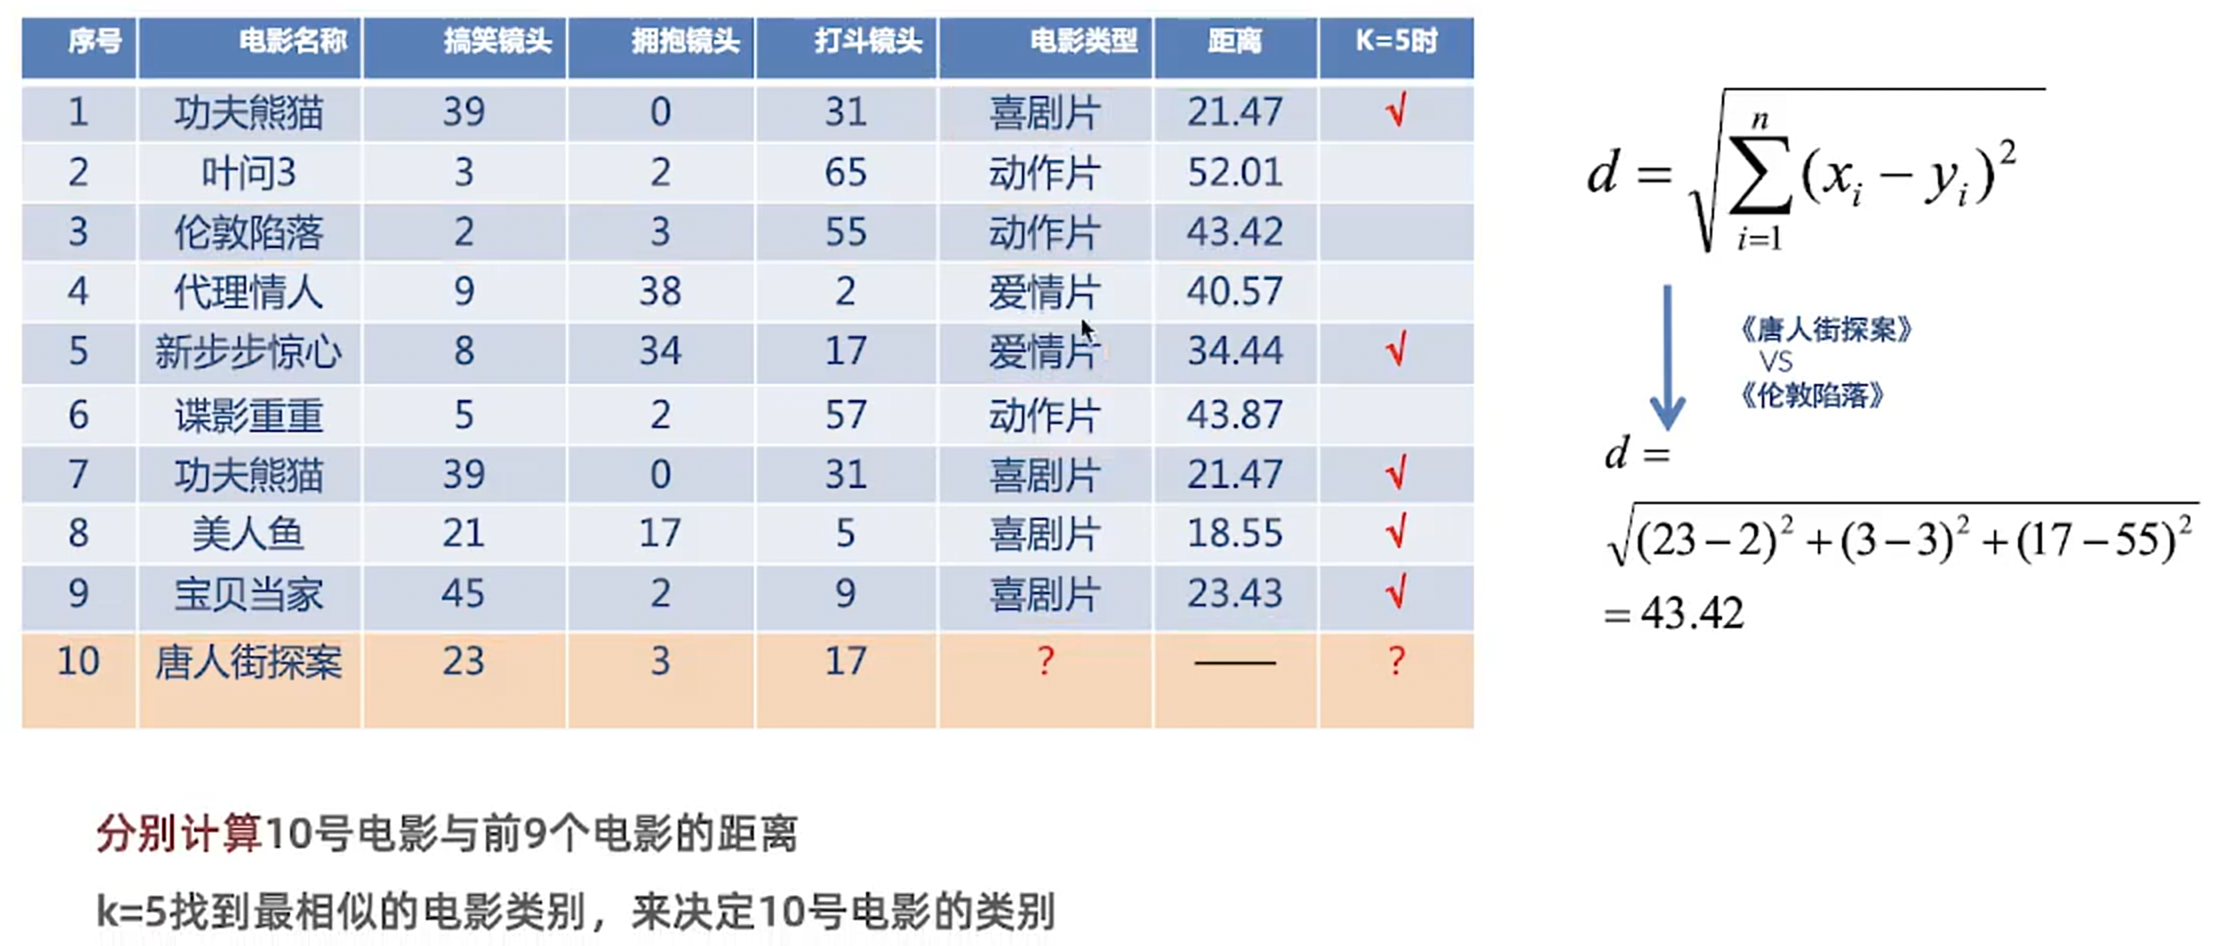 序号 电影名称 搞笑镜头 拥抱镜头 打斗镜头 电影类型 距离 K=5时
1 功夫熊猫 39 0 31 喜剧片 21.47 √
2 叶问3 3 2 65 动作片 52.01
3 伦敦陷落 2 3 55 动作片 43.42
4 代理情人 9 38 2 爱情片 40.57
5 新步步惊心 8 34 17 爱情片 34.44 √
6 谍影重重 5 2 57 动作片 43.87
7 功夫熊猫 39 0 31 喜剧片 21.47 √
8 美人鱼 21 17 5 喜剧片 18.55 √
9 宝贝当家 45 2 9 喜剧片 23.43 √
10 唐人街探案 23 3 17 ? —— ?
d = √(∑_{i=1}^{n} (x_i − y_i)²)
《唐人街探案》
VS
《伦敦陷落》
d =
√((23−2)² + (3−3)² + (17−55)²)
= 43.42
分别计算10号电影与前9个电影的距离
k=5找到最相似的电影类别，来决定10号电影的类别